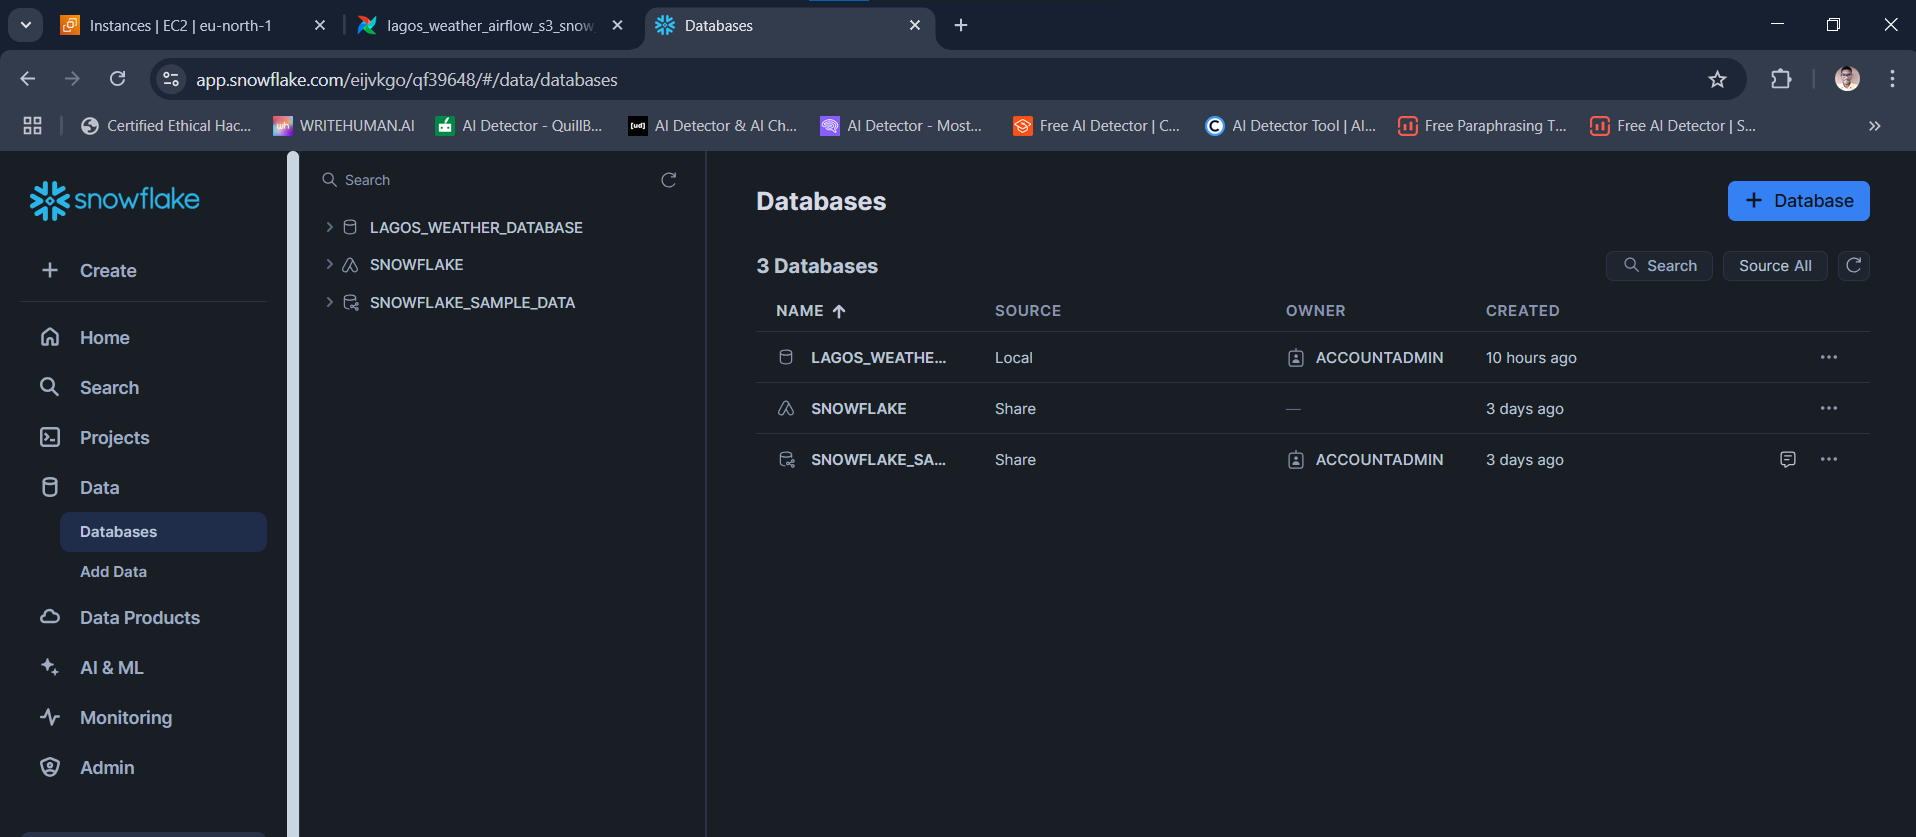 Instances | EC2 | eu-north-1
lagos_weather_airflow_s3_snow
Databases
app.snowflake.com/eijvkgo/qf39648/#/data/databases
Certified Ethical Hac...
wh WRITEHUMAN.AI
AI Detector - QuillB...
[ud] AI Detector & AI Ch...
AI Detector - Most...
Free AI Detector | C...
C AI Detector Tool | AI...
Free Paraphrasing T...
Free AI Detector | S...
snowflake
Create
Home
Search
Projects
Data
Databases
Add Data
Data Products
AI & ML
Monitoring
Admin
Search
LAGOS_WEATHER_DATABASE
SNOWFLAKE
SNOWFLAKE_SAMPLE_DATA
Databases
+ Database
3 Databases
Search
Source All
NAME SOURCE OWNER CREATED
LAGOS_WEATHE... Local ACCOUNTADMIN 10 hours ago
SNOWFLAKE Share — 3 days ago
SNOWFLAKE_SA... Share ACCOUNTADMIN 3 days ago